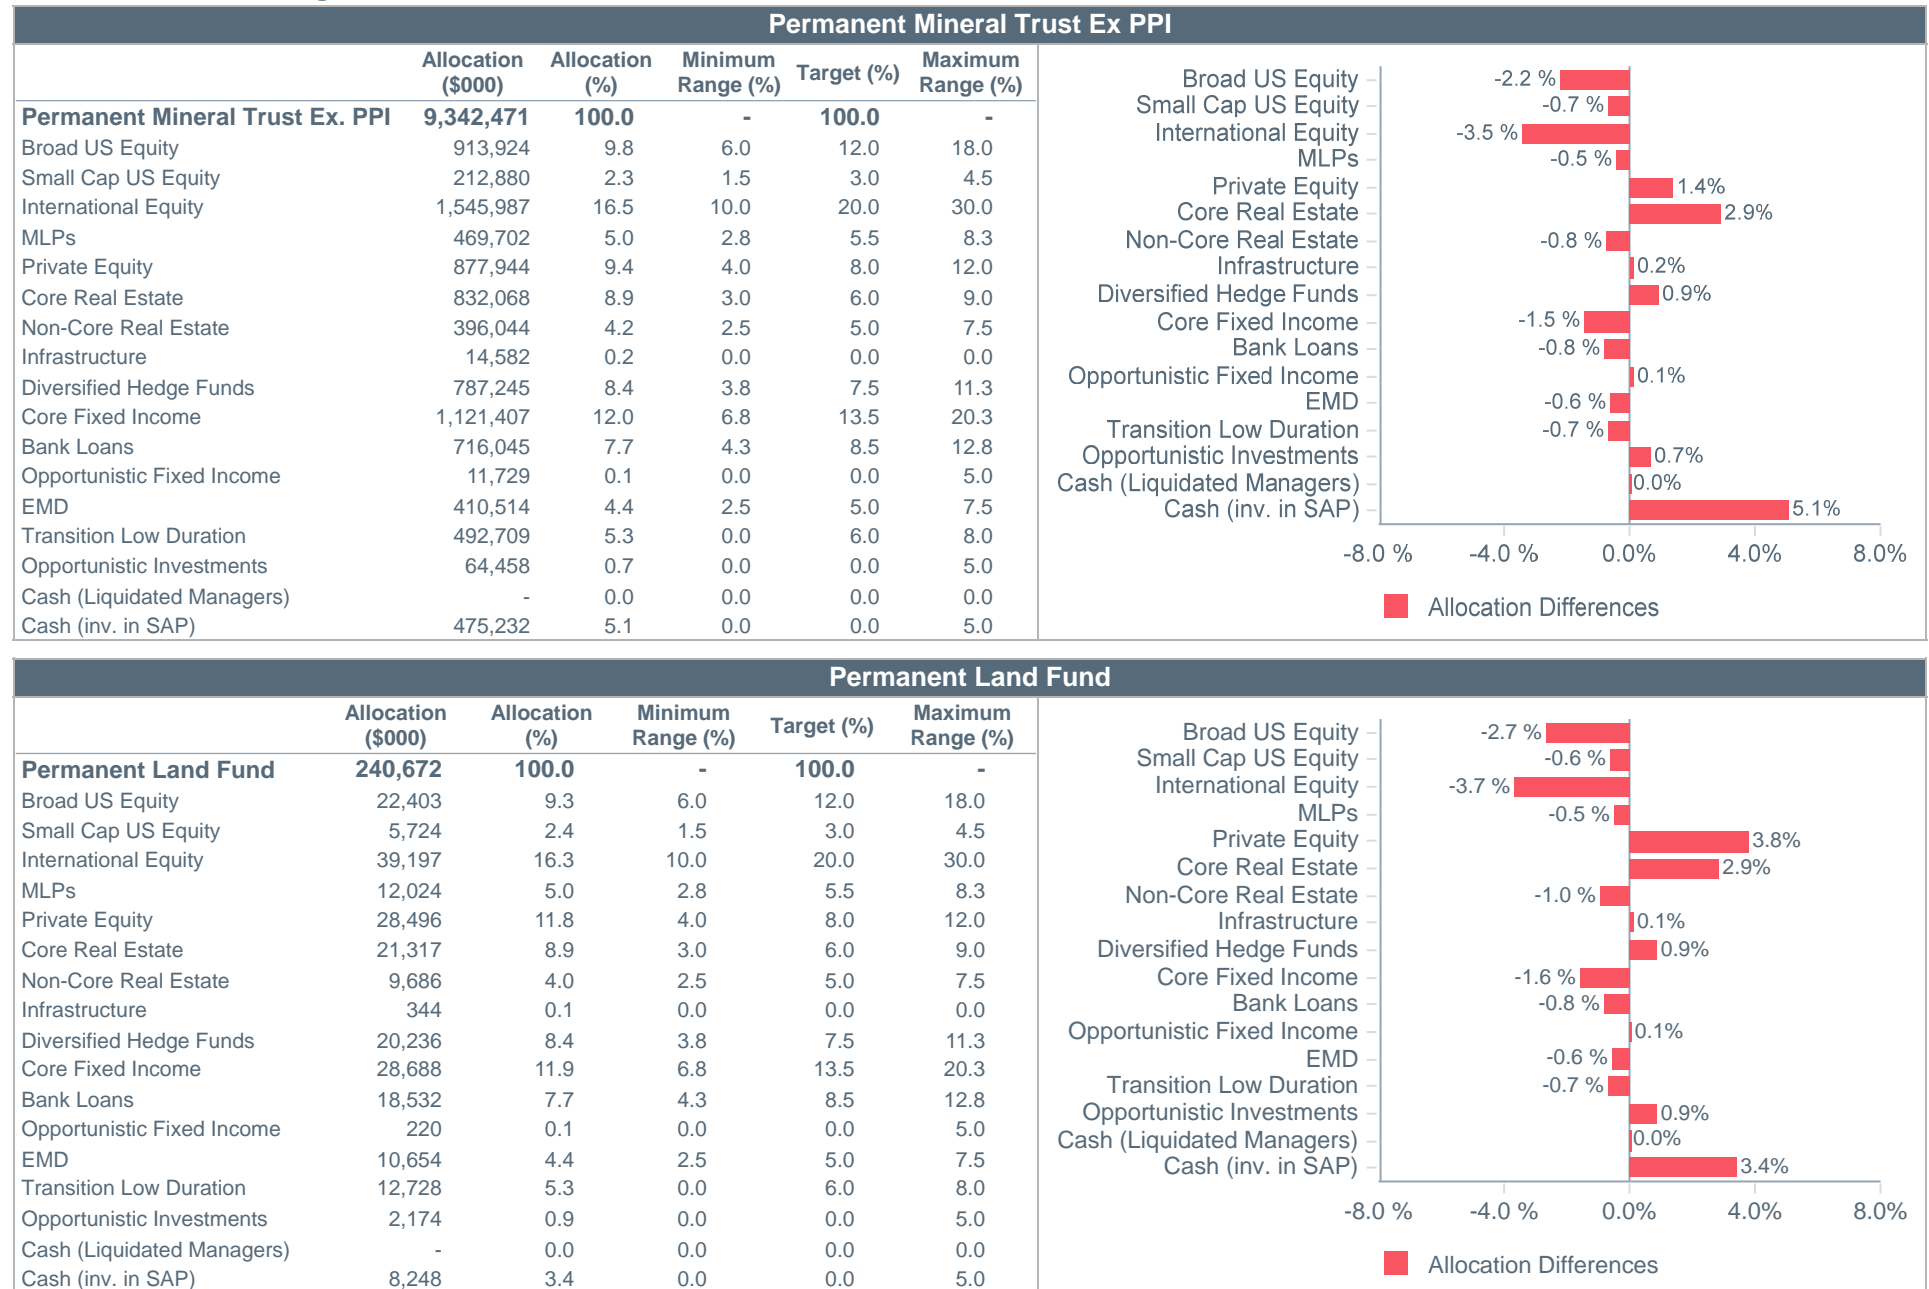 Permanent Mineral Trust Ex PPI
Allocation ($000) Allocation (%) Minimum Range (%) Target (%) Maximum Range (%)
Permanent Mineral Trust Ex. PPI 9,342,471 100.0 - 100.0 -
Broad US Equity 913,924 9.8 6.0 12.0 18.0
Small Cap US Equity 212,880 2.3 1.5 3.0 4.5
International Equity 1,545,987 16.5 10.0 20.0 30.0
MLPs 469,702 5.0 2.8 5.5 8.3
Private Equity 877,944 9.4 4.0 8.0 12.0
Core Real Estate 832,068 8.9 3.0 6.0 9.0
Non-Core Real Estate 396,044 4.2 2.5 5.0 7.5
Infrastructure 14,582 0.2 0.0 0.0 0.0
Diversified Hedge Funds 787,245 8.4 3.8 7.5 11.3
Core Fixed Income 1,121,407 12.0 6.8 13.5 20.3
Bank Loans 716,045 7.7 4.3 8.5 12.8
Opportunistic Fixed Income 11,729 0.1 0.0 0.0 5.0
EMD 410,514 4.4 2.5 5.0 7.5
Transition Low Duration 492,709 5.3 0.0 6.0 8.0
Opportunistic Investments 64,458 0.7 0.0 0.0 5.0
Cash (Liquidated Managers) - 0.0 0.0 0.0 0.0
Cash (inv. in SAP) 475,232 5.1 0.0 0.0 5.0
Broad US Equity -2.2 %
Small Cap US Equity -0.7 %
International Equity -3.5 %
MLPs -0.5 %
Private Equity 1.4%
Core Real Estate 2.9%
Non-Core Real Estate -0.8 %
Infrastructure 0.2%
Diversified Hedge Funds 0.9%
Core Fixed Income -1.5 %
Bank Loans -0.8 %
Opportunistic Fixed Income 0.1%
EMD -0.6 %
Transition Low Duration -0.7 %
Opportunistic Investments 0.7%
Cash (Liquidated Managers) 0.0%
Cash (inv. in SAP) 5.1%
-8.0 % -4.0 % 0.0% 4.0% 8.0%
Allocation Differences
Permanent Land Fund
Allocation ($000) Allocation (%) Minimum Range (%) Target (%) Maximum Range (%)
Permanent Land Fund 240,672 100.0 - 100.0 -
Broad US Equity 22,403 9.3 6.0 12.0 18.0
Small Cap US Equity 5,724 2.4 1.5 3.0 4.5
International Equity 39,197 16.3 10.0 20.0 30.0
MLPs 12,024 5.0 2.8 5.5 8.3
Private Equity 28,496 11.8 4.0 8.0 12.0
Core Real Estate 21,317 8.9 3.0 6.0 9.0
Non-Core Real Estate 9,686 4.0 2.5 5.0 7.5
Infrastructure 344 0.1 0.0 0.0 0.0
Diversified Hedge Funds 20,236 8.4 3.8 7.5 11.3
Core Fixed Income 28,688 11.9 6.8 13.5 20.3
Bank Loans 18,532 7.7 4.3 8.5 12.8
Opportunistic Fixed Income 220 0.1 0.0 0.0 5.0
EMD 10,654 4.4 2.5 5.0 7.5
Transition Low Duration 12,728 5.3 0.0 6.0 8.0
Opportunistic Investments 2,174 0.9 0.0 0.0 5.0
Cash (Liquidated Managers) - 0.0 0.0 0.0 0.0
Cash (inv. in SAP) 8,248 3.4 0.0 0.0 5.0
Broad US Equity -2.7 %
Small Cap US Equity -0.6 %
International Equity -3.7 %
MLPs -0.5 %
Private Equity 3.8%
Core Real Estate 2.9%
Non-Core Real Estate -1.0 %
Infrastructure 0.1%
Diversified Hedge Funds 0.9%
Core Fixed Income -1.6 %
Bank Loans -0.8 %
Opportunistic Fixed Income 0.1%
EMD -0.6 %
Transition Low Duration -0.7 %
Opportunistic Investments 0.9%
Cash (Liquidated Managers) 0.0%
Cash (inv. in SAP) 3.4%
-8.0 % -4.0 % 0.0% 4.0% 8.0%
Allocation Differences